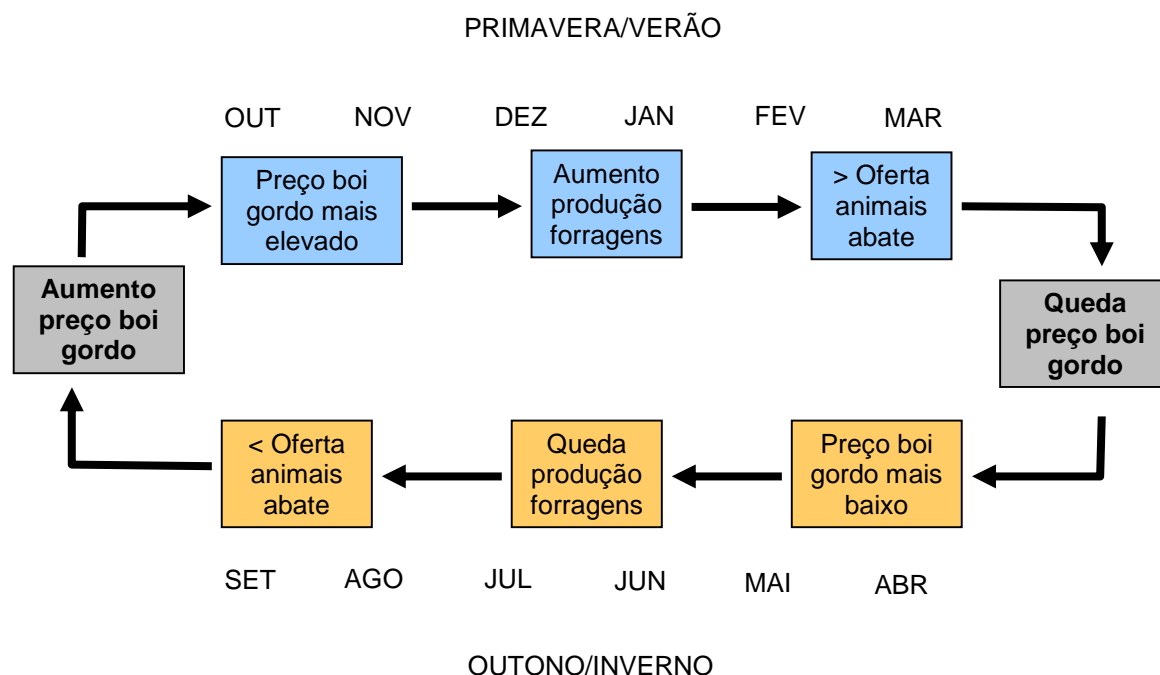 PRIMAVERA/VERÃO
OUT NOV DEZ JAN FEV MAR
Preço boi
gordo mais
elevado
Aumento
produção
forragens
> Oferta
animais
abate
Aumento
preço boi
gordo
Queda
preço boi
gordo
< Oferta
animais
abate
Queda
produção
forragens
Preço boi
gordo mais
baixo
SET AGO JUL JUN MAI ABR
OUTONO/INVERNO